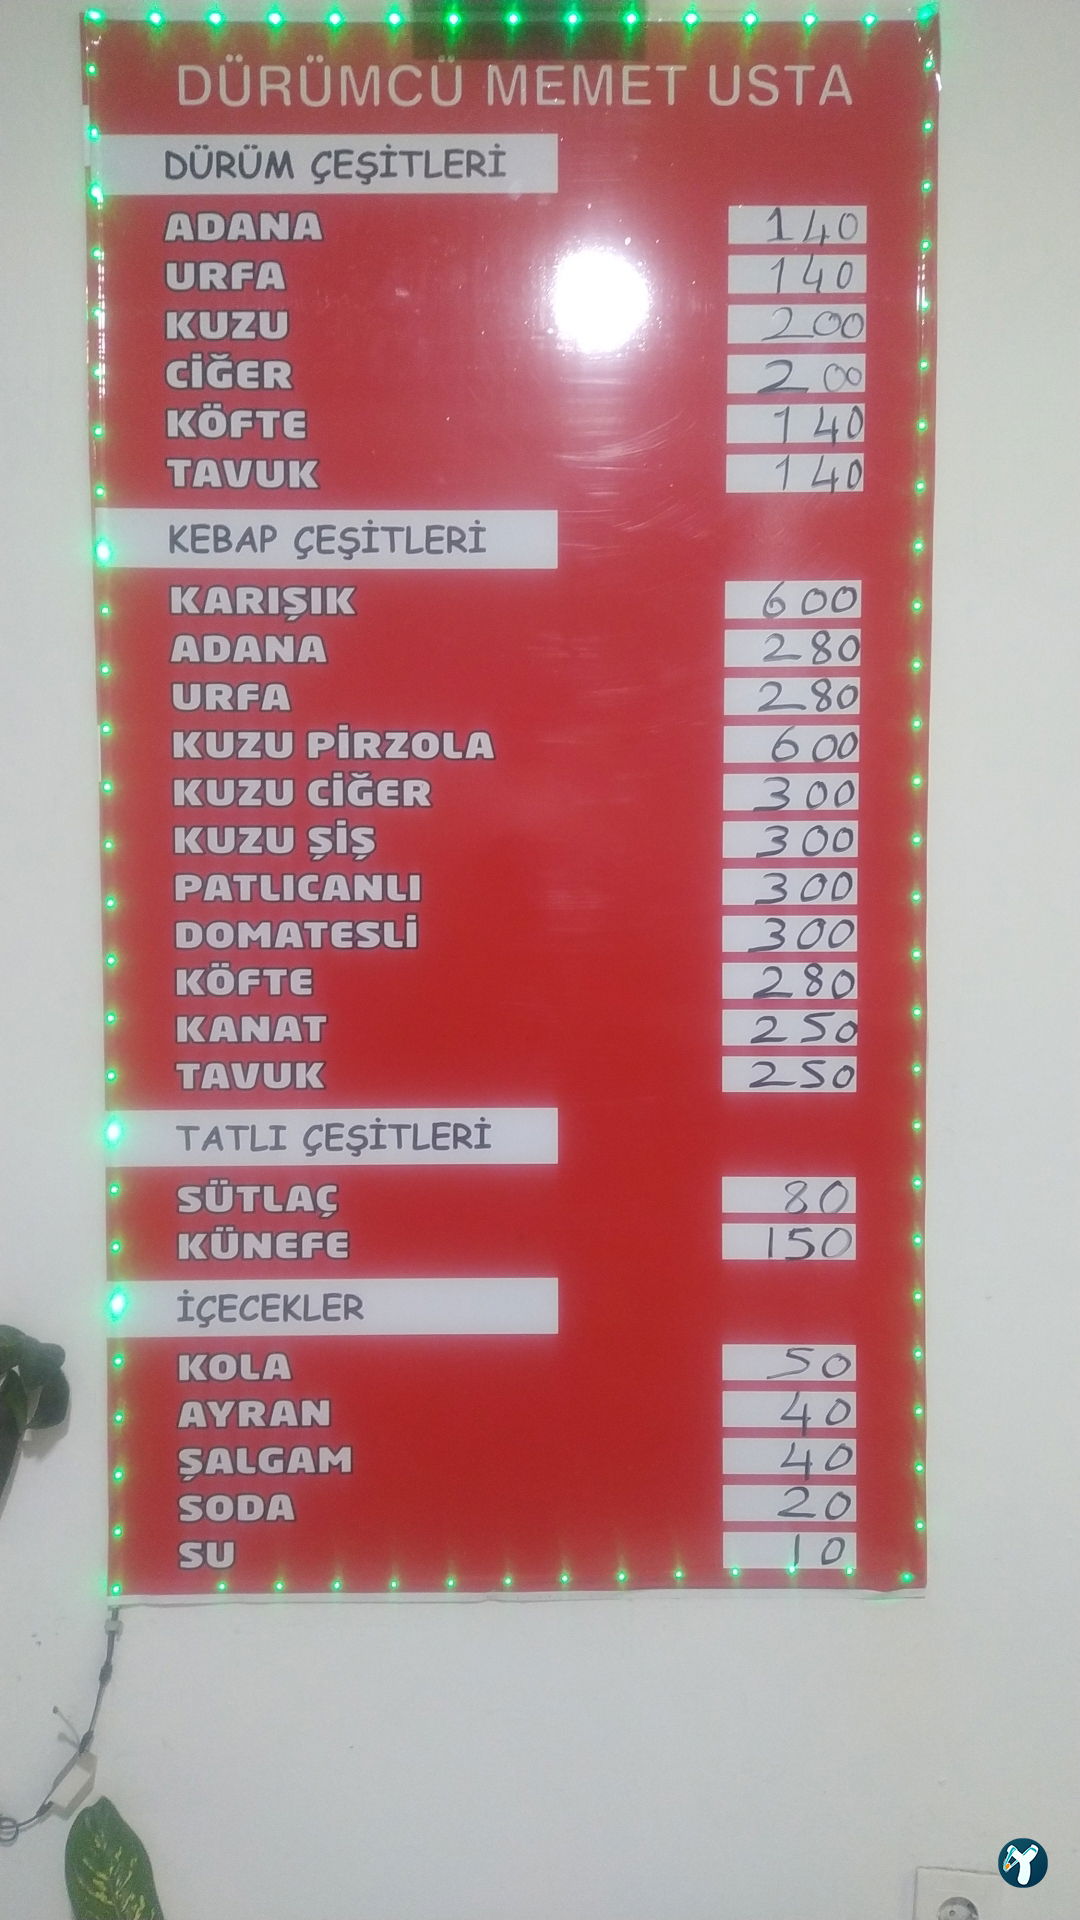 DÜRÜMCÜ MEMET USTA
DÜRÜM ÇEŞİTLERİ
ADANA 140
URFA 140
KUZU 200
CİĞER 200
KÖFTE 140
TAVUK 140
KEBAP ÇEŞİTLERİ
KARIŞIK 600
ADANA 280
URFA 280
KUZU PİRZOLA 600
KUZU CİĞER 300
KUZU ŞİŞ 300
PATLICANLI 300
DOMATESLİ 300
KÖFTE 280
KANAT 250
TAVUK 250
TATLI ÇEŞİTLERİ
SÜTLAÇ 80
KÜNEFE 150
İÇECEKLER
KOLA 50
AYRAN 40
ŞALGAM 40
SODA 20
SU 10